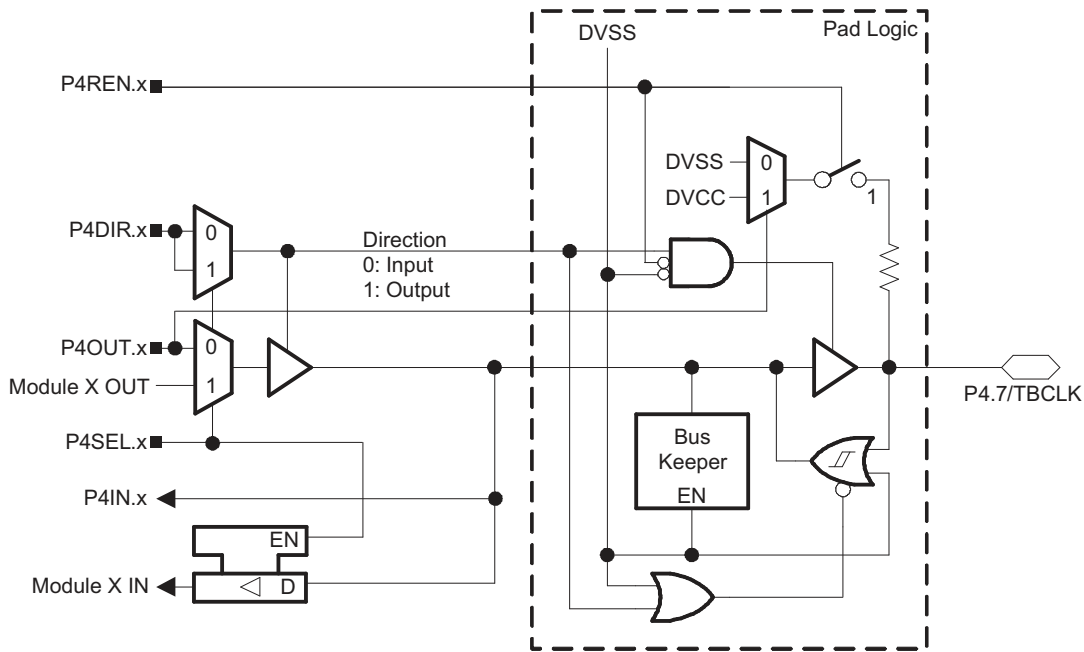 DVSS
Pad Logic
P4REN.x
DVSS
0
DVCC
1
1
P4DIR.x
0
1
Direction
0: Input
1: Output
P4OUT.x
0
Module X OUT
1
P4.7/TBCLK
P4SEL.x
Bus
Keeper
EN
P4IN.x
EN
Module X IN
D